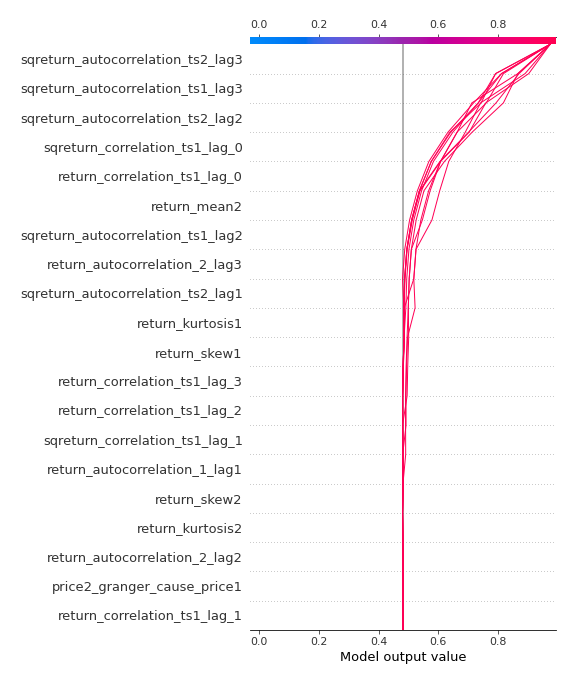 0.0 0.2 0.4 0.6 0.8
sqreturn_autocorrelation_ts2_lag3
sqreturn_autocorrelation_ts1_lag3
sqreturn_autocorrelation_ts2_lag2
sqreturn_correlation_ts1_lag_0
return_correlation_ts1_lag_0
return_mean2
sqreturn_autocorrelation_ts1_lag2
return_autocorrelation_2_lag3
sqreturn_autocorrelation_ts2_lag1
return_kurtosis1
return_skew1
return_correlation_ts1_lag_3
return_correlation_ts1_lag_2
sqreturn_correlation_ts1_lag_1
return_autocorrelation_1_lag1
return_skew2
return_kurtosis2
return_autocorrelation_2_lag2
price2_granger_cause_price1
return_correlation_ts1_lag_1
0.0 0.2 0.4 0.6 0.8
Model output value